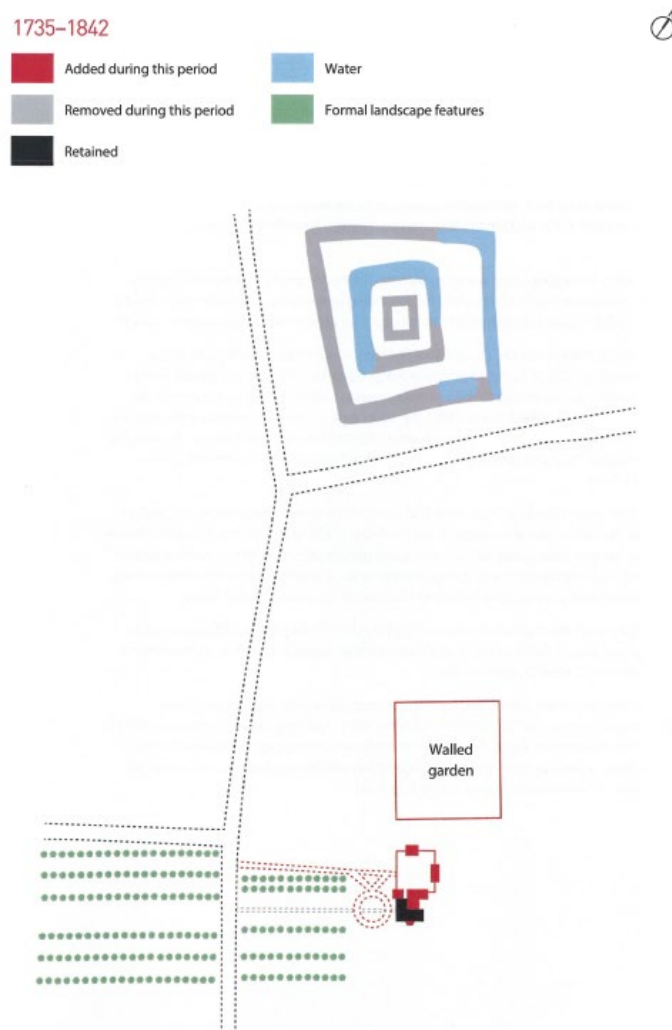 1735–1842
Added during this period
Water
Removed during this period
Formal landscape features
Retained
Walled
garden